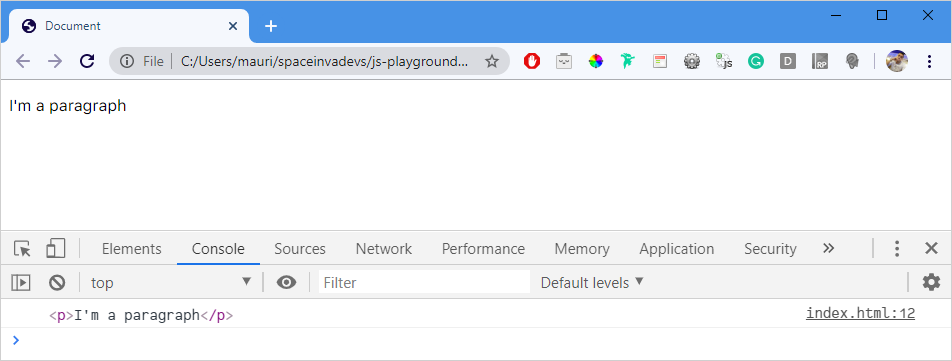 Document
File | C:/Users/mauri/spaceinvadevs/js-playground...
js D RP
I'm a paragraph
Elements Console Sources Network Performance Memory Application Security
top Filter Default levels
<p>I'm a paragraph</p> index.html:12